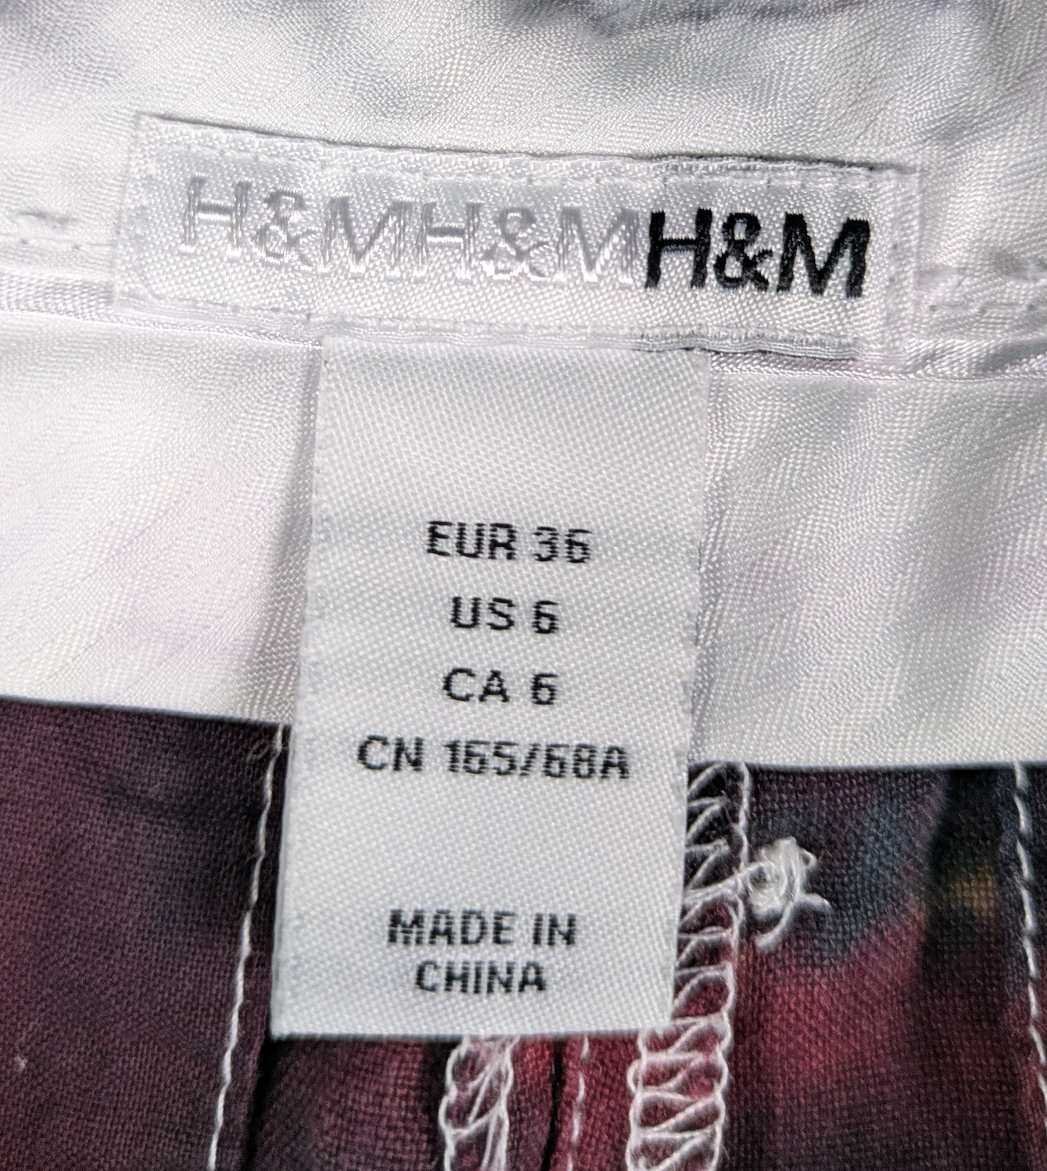 H&MH&MH&M
EUR 36
US 6
CA 6
CN 165/68A
MADE IN
CHINA